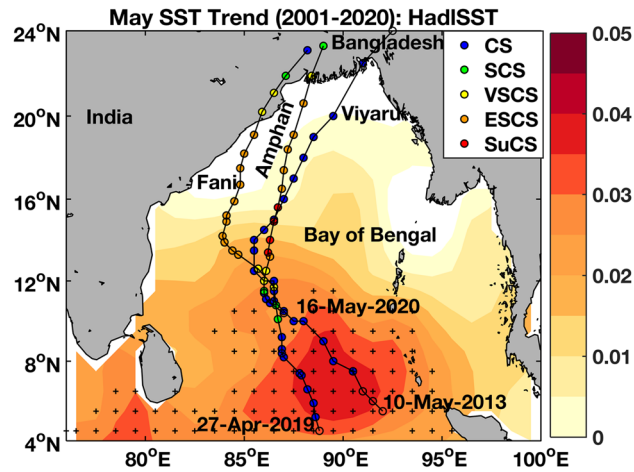 May SST Trend (2001-2020): HadISST
24°N
20°N
16°N
12°N
8°N
4°N
80°E
85°E
90°E
95°E
100°E
India
Bangladesh
Viyaru
Amphan
Fani
Bay of Bengal
16-May-2020
10-May-2013
27-Apr-2019
CS
SCS
VSCS
ESCS
SuCS
0.05
0.04
0.03
0.02
0.01
0